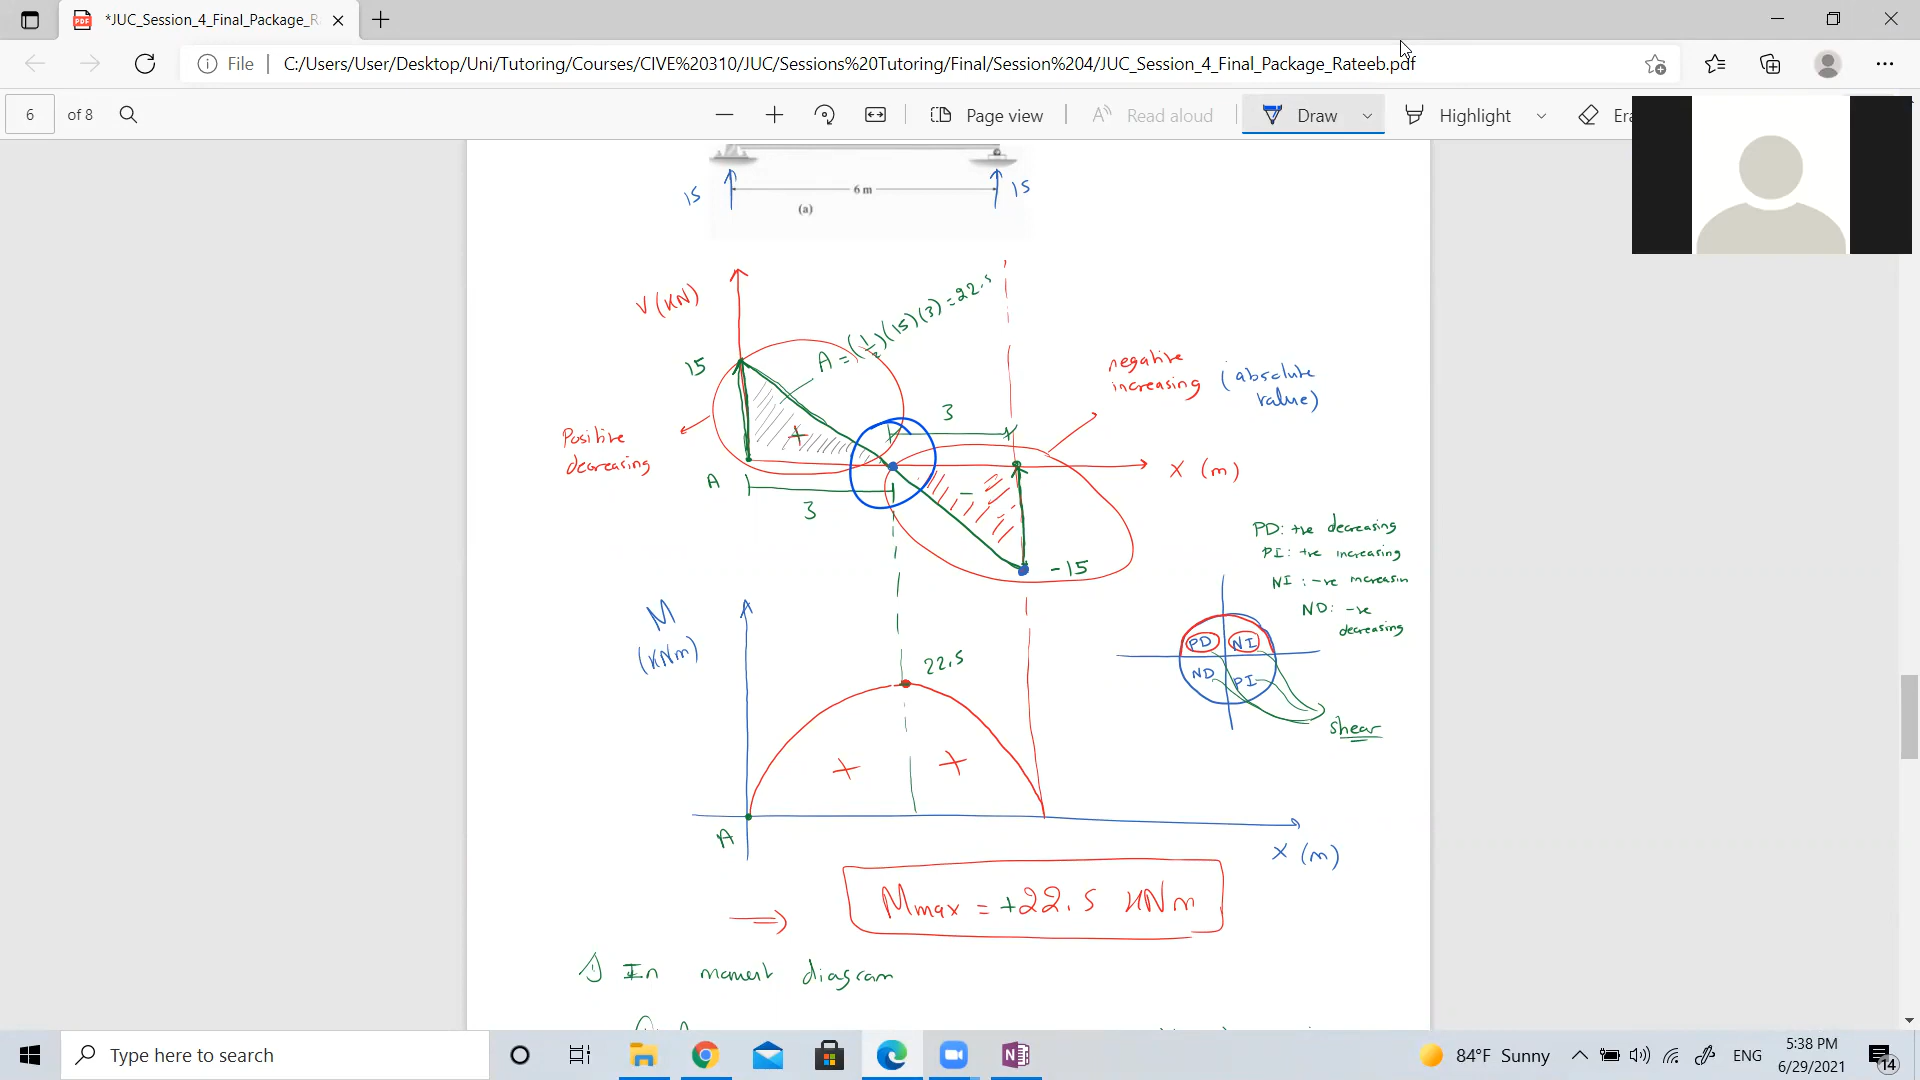 *JUC_Session_4_Final_Package_R
File
C:/Users/User/Desktop/Uni/Tutoring/Courses/CIVE%20310/JUC/Sessions%20Tutoring/Final/Session%204/JUC_Session_4_Final_Package_Rateeb.pdf
6 of 8
Page view
Read aloud
Draw
Highlight
Era
15
6 m
15
(a)
V (KN)
15
A = (1/2)(15)(3) = 22.5
negative
increasing
(absolute
value)
Positive
decreasing
+
3
-
A
3
X (m)
-15
PD: +ve decreasing
PI: +ve increasing
NI: -ve increasin
ND: -ve
decreasing
PD NI
ND PI
shear
M
(KNm)
22.5
+ +
A
X (m)
⇒ Mmax = +22.5 KNm
1) In moment diagram
Type here to search
84°F Sunny
ENG
5:38 PM
6/29/2021
14